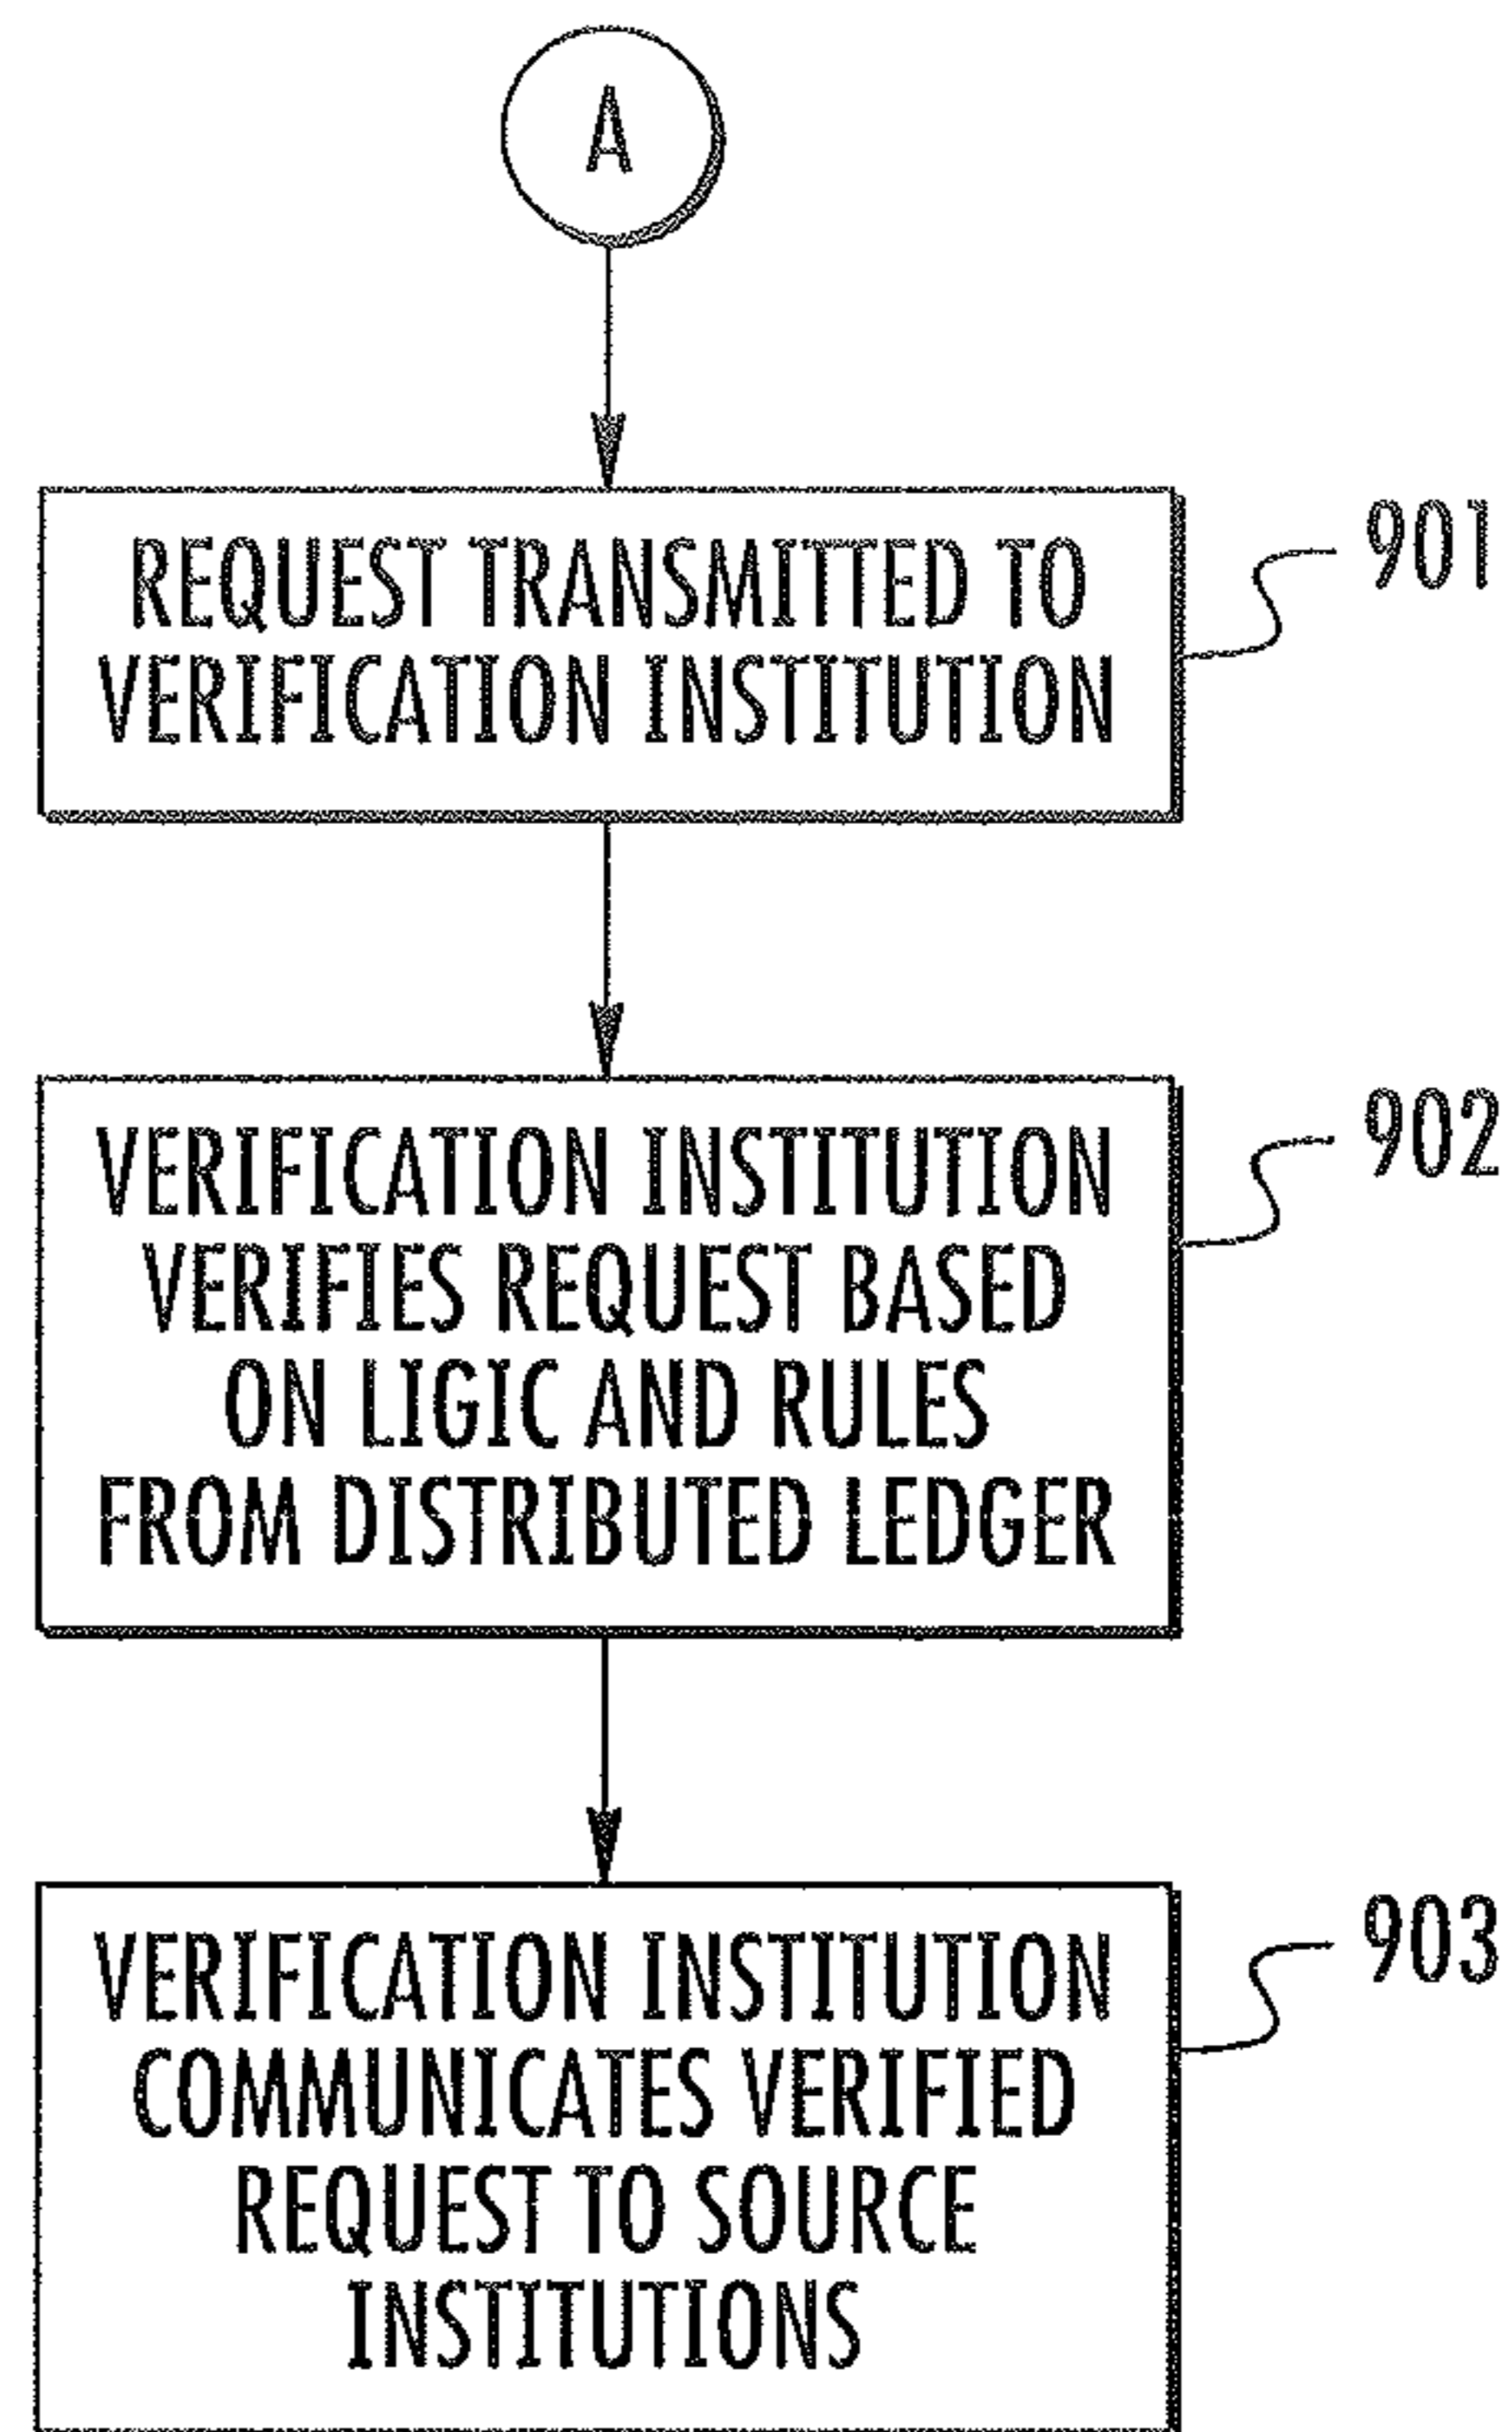 A
REQUEST TRANSMITTED TO
VERIFICATION INSTITUTION
901
VERIFICATION INSTITUTION
VERIFIES REQUEST BASED
ON LIGIC AND RULES
FROM DISTRIBUTED LEDGER
902
VERIFICATION INSTITUTION
COMMUNICATES VERIFIED
REQUEST TO SOURCE
INSTITUTIONS
903